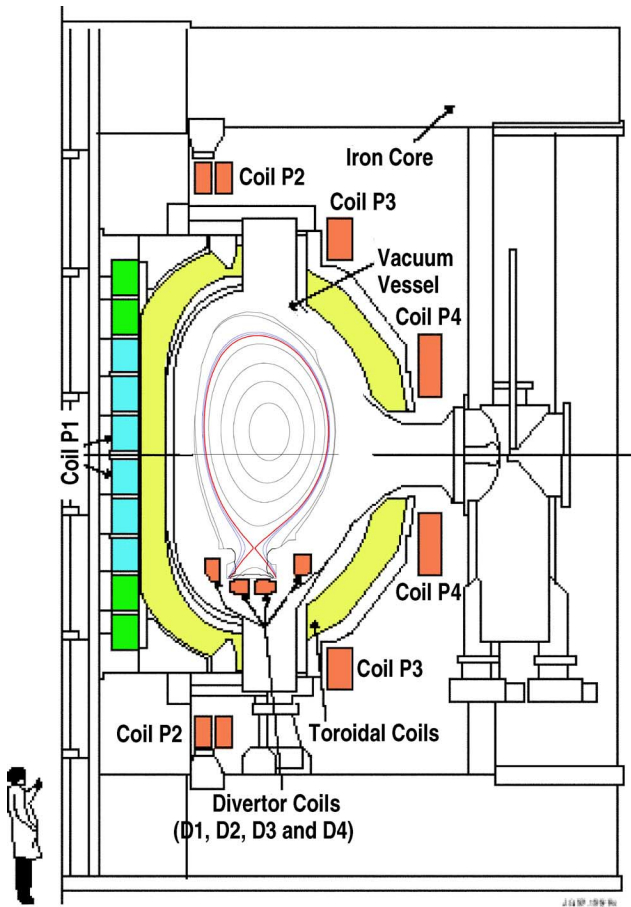 Iron Core
Coil P2
Coil P3
Vacuum
Vessel
Coil P4
Coil P1
Coil P4
Coil P3
Toroidal Coils
Coil P2
Divertor Coils
(D1, D2, D3 and D4)